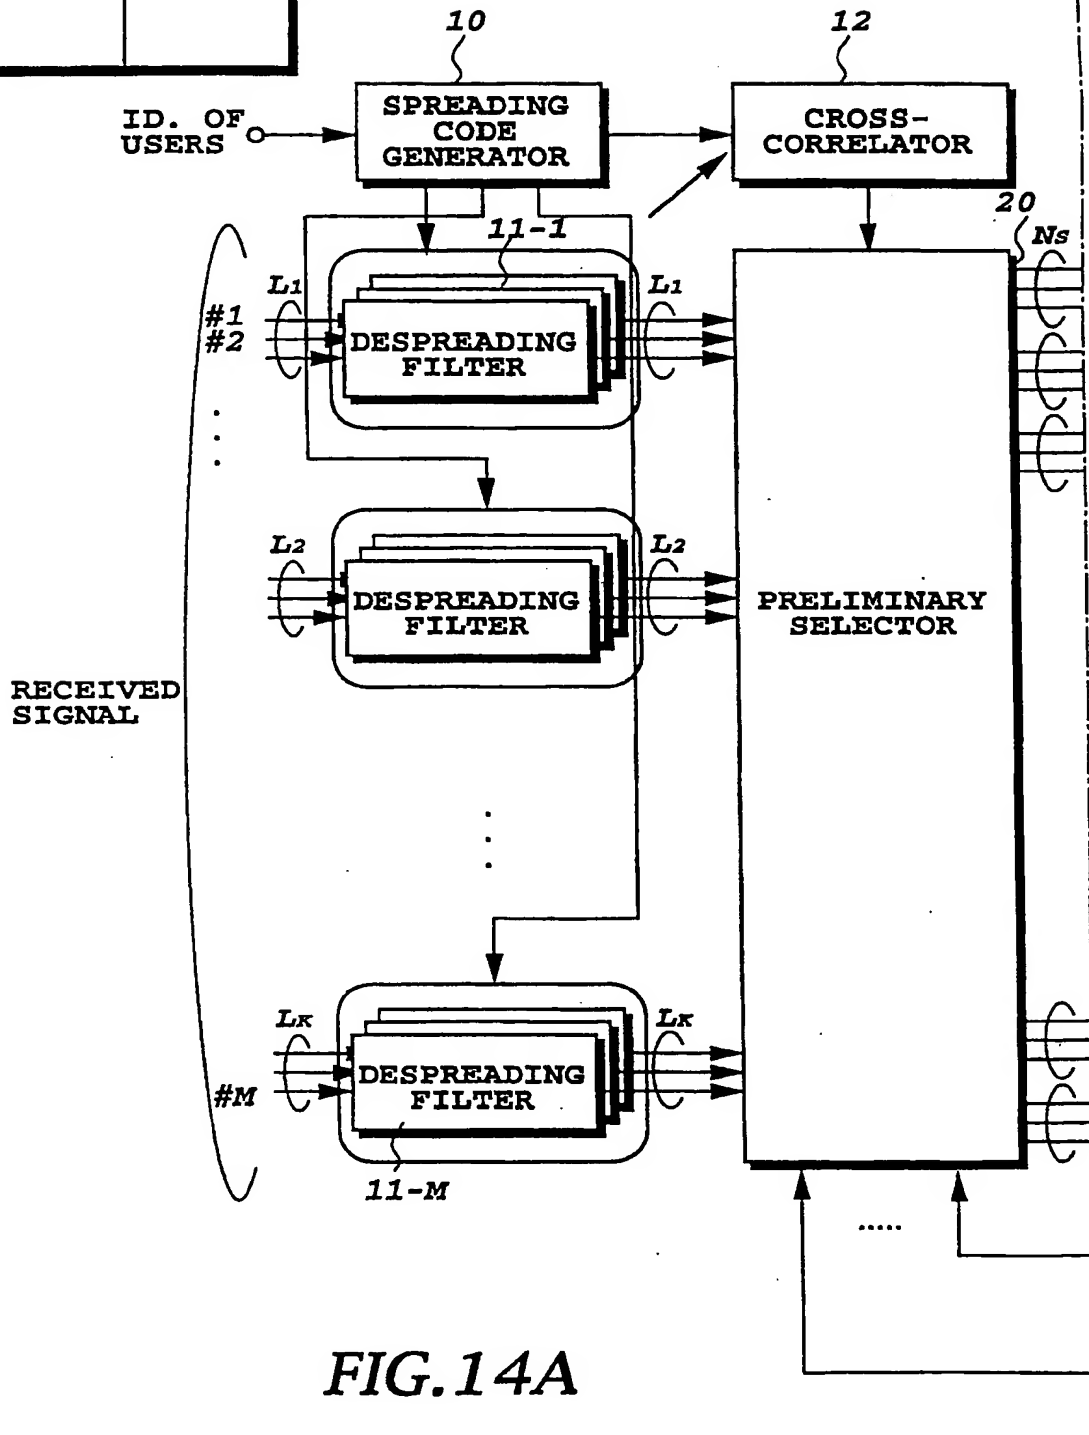 10
12
ID. OF
USERS
SPREADING
CODE
GENERATOR
CROSS-
CORRELATOR
20
11-1
Ns
L1
L1
#1
#2
DESPREADING
FILTER
L2
L2
DESPREADING
FILTER
PRELIMINARY
SELECTOR
RECEIVED
SIGNAL
LK
LK
#M
DESPREADING
FILTER
11-M
FIG.14A